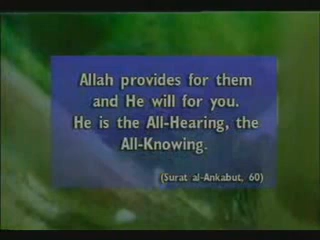 Allah provides for them
and He will for you.
He is the All-Hearing, the
All-Knowing.
(Surat al-Ankabut, 60)